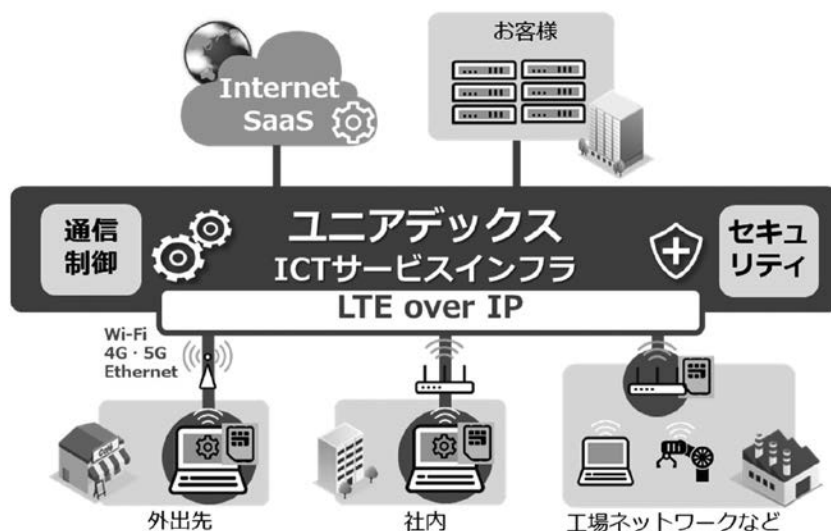 Internet
SaaS
お客様
通信
制御
ユニアデックス
ICTサービスインフラ
セキュ
リティ
LTE over IP
Wi-Fi
4G・5G
Ethernet
外出先
社内
工場ネットワークなど